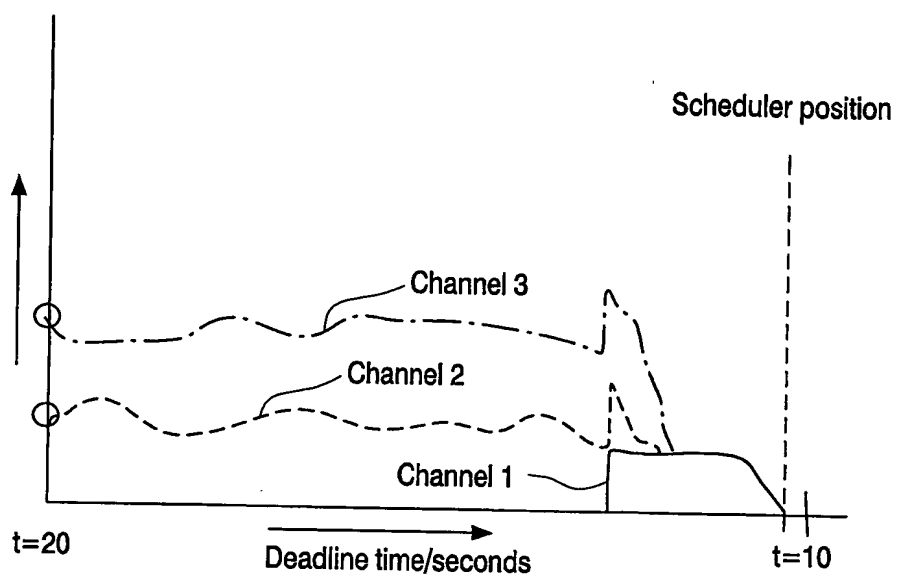 Scheduler position
Channel 3
Channel 2
Channel 1
t=20
Deadline time/seconds
t=10